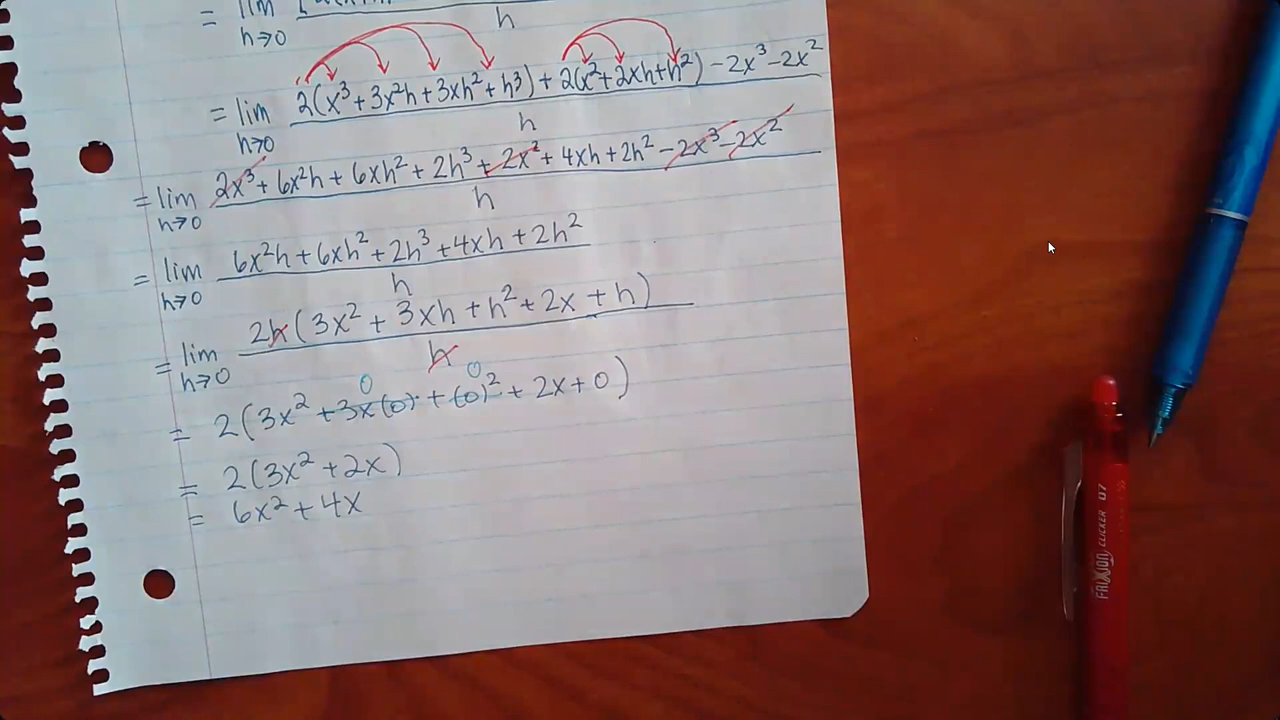 = lim
h→0
h
= lim 2(x³ + 3x²h + 3xh² + h³) + 2(x² + 2xh + h²) - 2x³ - 2x²
h→0 h
= lim 2x³ + 6x²h + 6xh² + 2h³ + 2x² + 4xh + 2h² - 2x³ - 2x²
h→0 h
= lim 6x²h + 6xh² + 2h³ + 4xh + 2h²
h→0 h
= lim 2h(3x² + 3xh + h² + 2x + h)
h→0 h
0 0
= 2(3x² + 3x(0) + (0)² + 2x + 0)
= 2(3x² + 2x)
= 6x² + 4x
FRIXION CLICKER 07